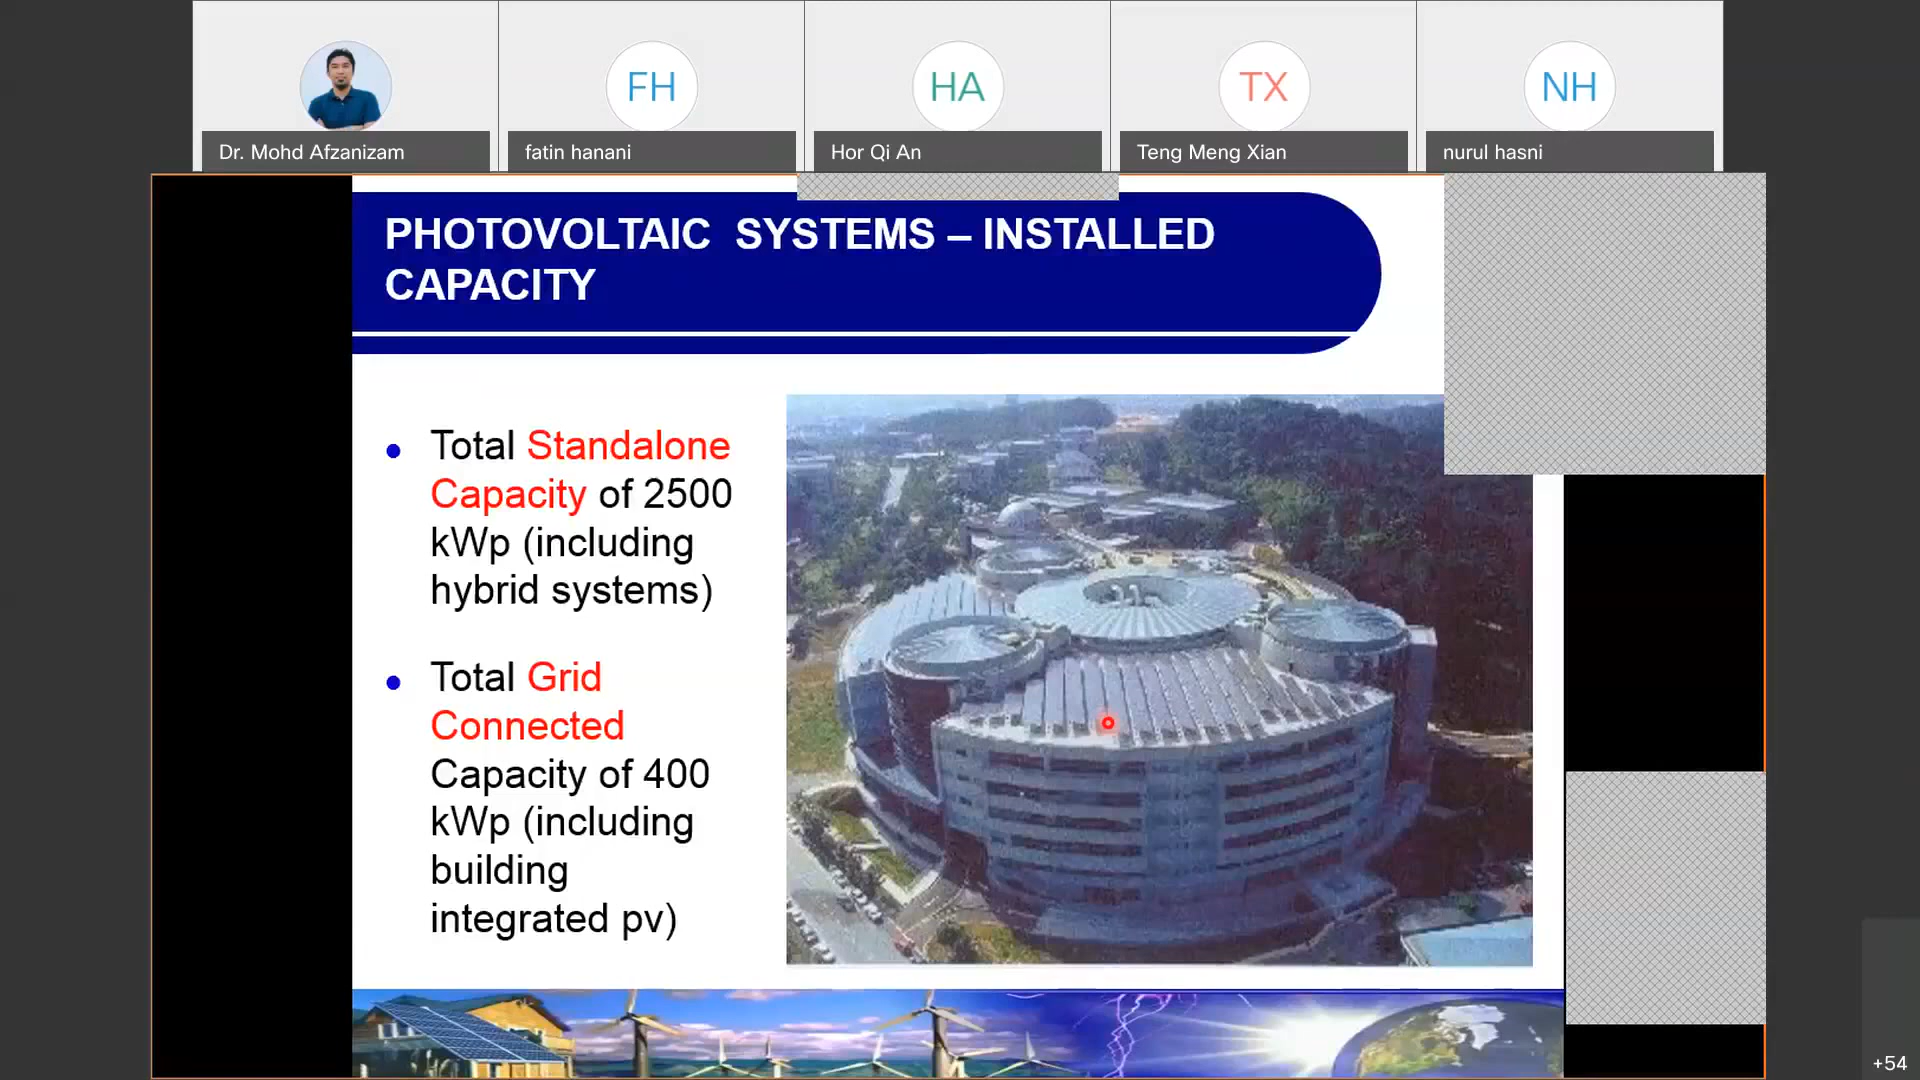 FH
HA
TX
NH
Dr. Mohd Afzanizam
fatin hanani
Hor Qi An
Teng Meng Xian
nurul hasni
PHOTOVOLTAIC SYSTEMS – INSTALLED
CAPACITY
• Total Standalone
Capacity of 2500
kWp (including
hybrid systems)
• Total Grid
Connected
Capacity of 400
kWp (including
building
integrated pv)
+54